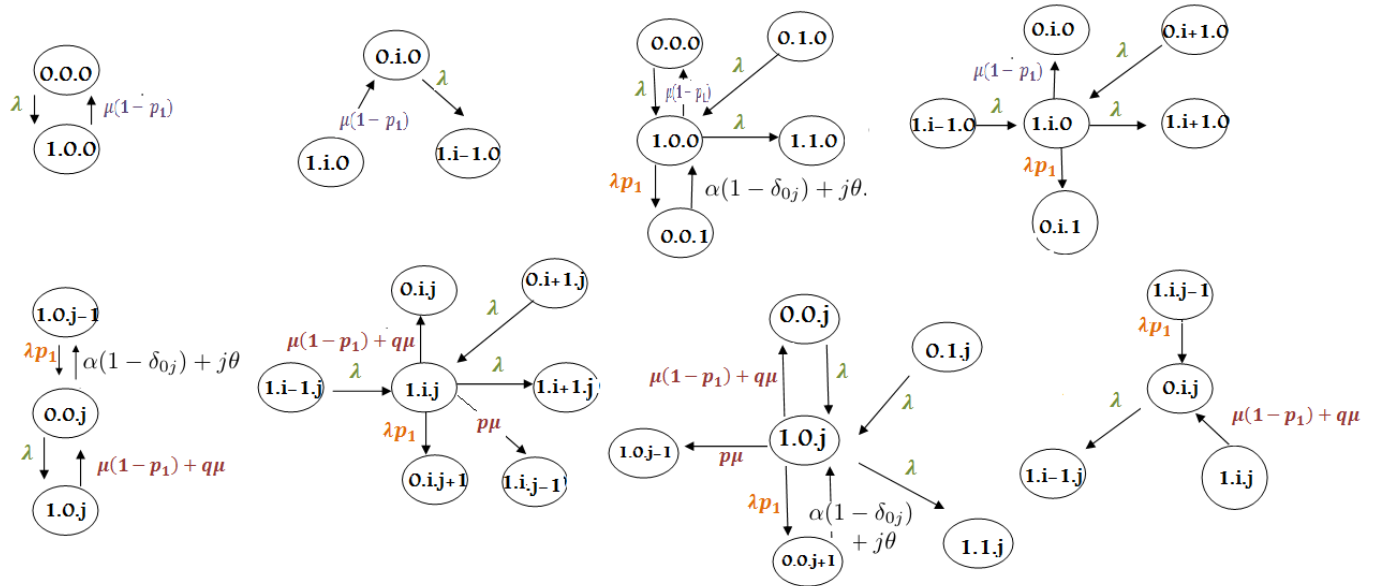 0.0.0
λ
μ(1- p₁)
1.0.0
0.i.0
λ
μ(1- p₁)
1.i.0
1.i-1.0
0.0.0
0.1.0
λ
λ
μ(1- p₁)
1.0.0
λ
1.1.0
λp₁
α(1 − δ₀ⱼ) + jθ.
0.0.1
0.i.0
0.i+1.0
μ(1- p₁)
λ
1.i-1.0
λ
1.i.0
λ
1.i+1.0
λp₁
0.i.1
1.0.j-1
λp₁
α(1 − δ₀ⱼ) + jθ
0.0.j
λ
μ(1- p₁) + qμ
1.0.j
0.i.j
0.i+1.j
λ
μ(1- p₁) + qμ
1.i-1.j
λ
1.i.j
λ
1.i+1.j
λp₁
pμ
0.i.j+1
1.i.j-1
0.0.j
0.1.j
μ(1- p₁) + qμ
λ
λ
1.0.j-1
pμ
1.0.j
λ
λp₁
α(1 − δ₀ⱼ)
+ jθ
0.0.j+1
1.1.j
1.i.j-1
λp₁
0.i.j
λ
μ(1- p₁) + qμ
1.i-1.j
1.i.j